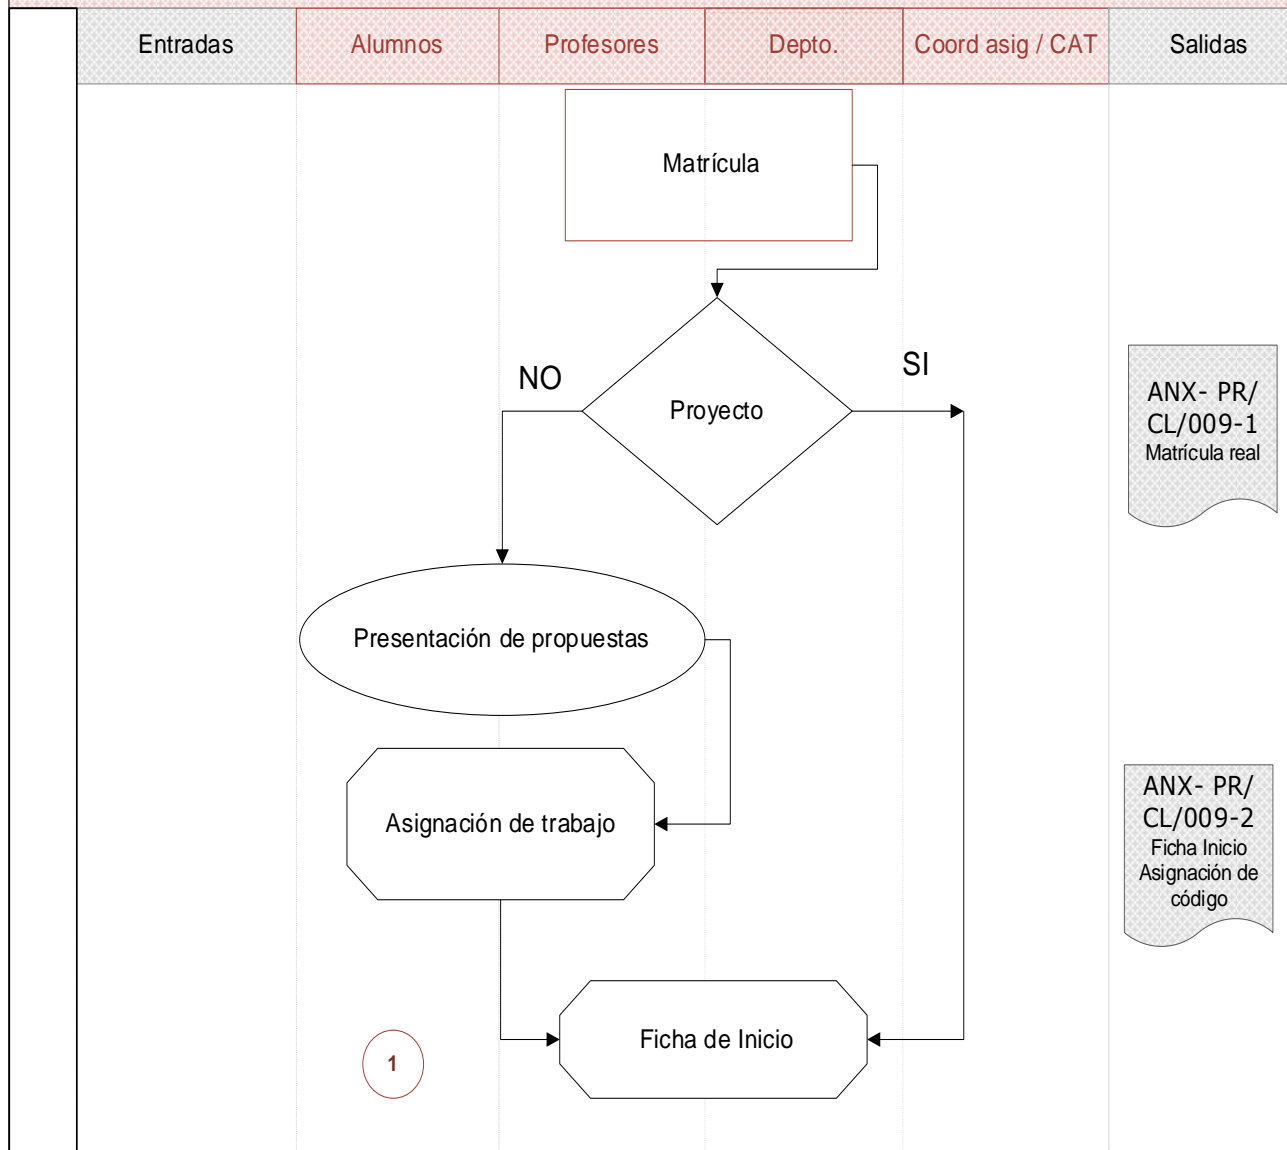 Entradas
Alumnos
Profesores
Depto.
Coord asig / CAT
Salidas
Matrícula
NO
SI
Proyecto
ANX- PR/
CL/009-1
Matrícula real
Presentación de propuestas
Asignación de trabajo
ANX- PR/
CL/009-2
Ficha Inicio
Asignación de
código
Ficha de Inicio
1